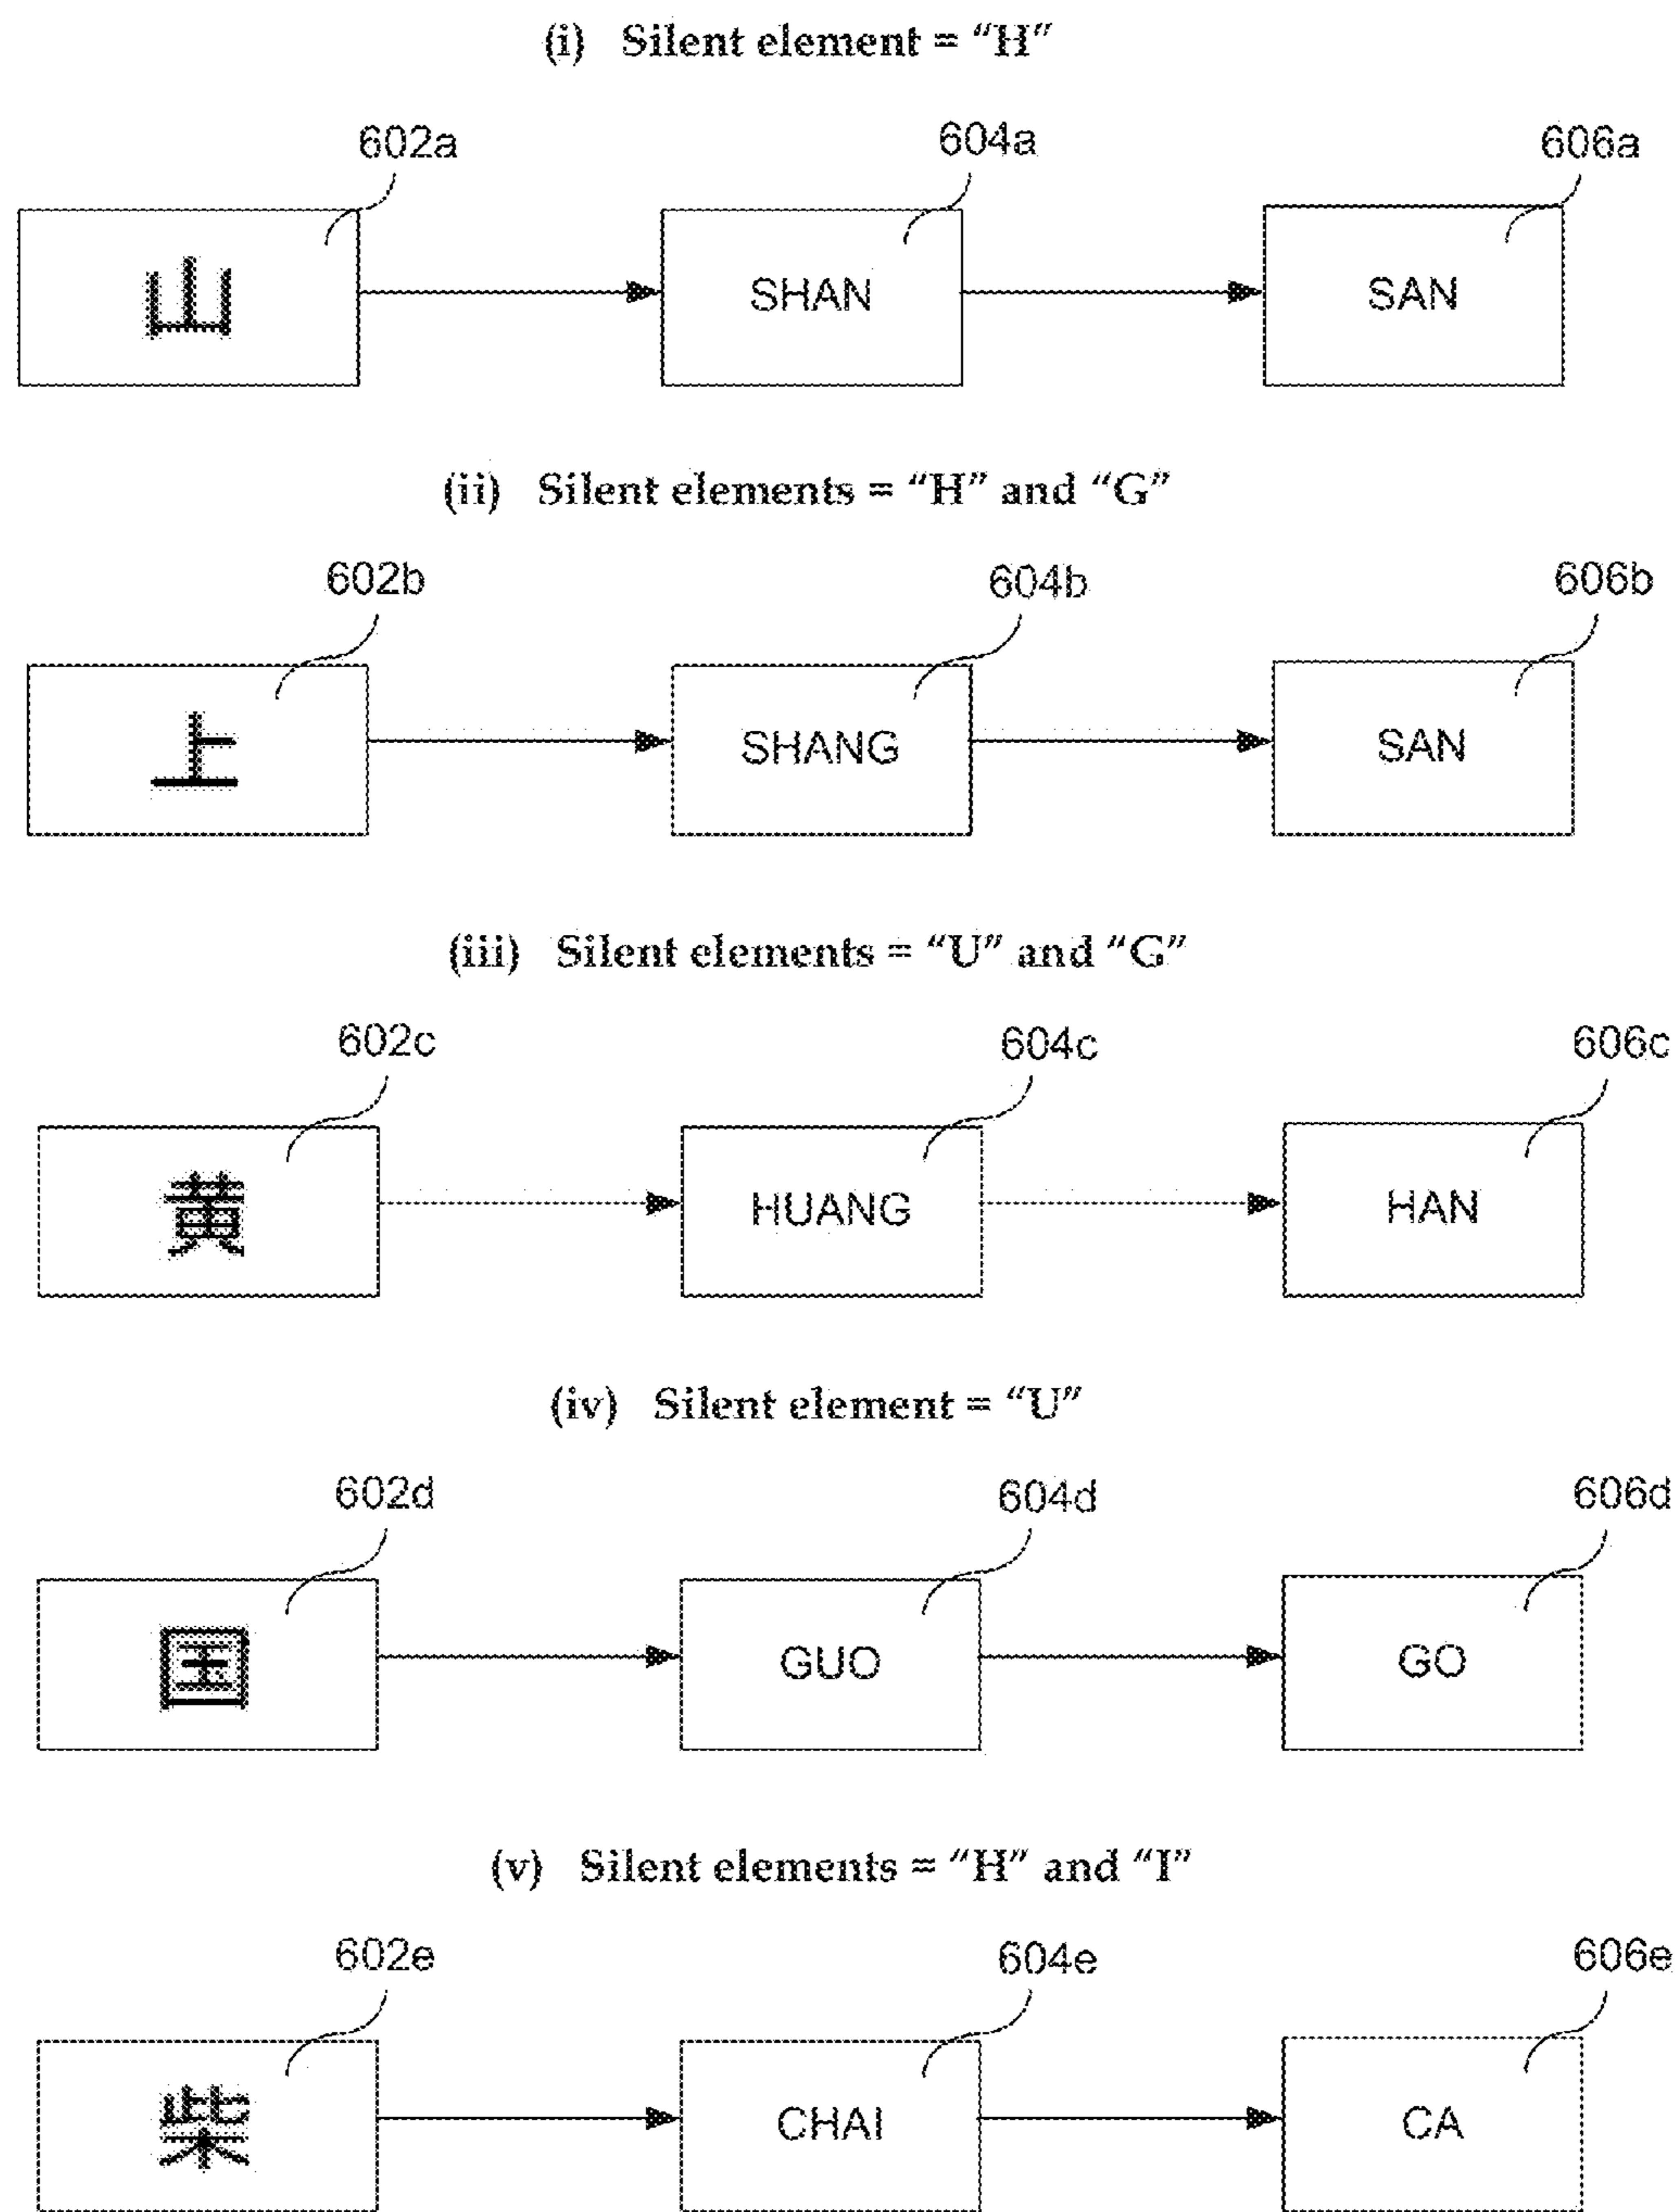 (i) Silent element = “H”
602a 604a 606a
山 SHAN SAN
(ii) Silent elements = “H” and “G”
602b 604b 606b
上 SHANG SAN
(iii) Silent elements = “U” and “G”
602c 604c 606c
黄 HUANG HAN
(iv) Silent element = “U”
602d 604d 606d
国 GUO GO
(v) Silent elements = “H” and “I”
602e 604e 606e
柴 CHAI CA